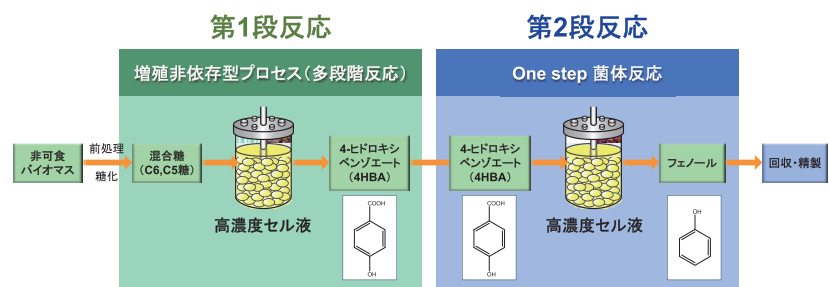 第1段反応
第2段反応
増殖非依存型プロセス（多段階反応）
One step 菌体反応
非可食
バイオマス
前処理
糖化
混合糖
（C6,C5糖）
高濃度セル液
4-ヒドロキシ
ベンゾエート
（4HBA）
COOH
OH
4-ヒドロキシ
ベンゾエート
（4HBA）
COOH
OH
高濃度セル液
フェノール
OH
回収・精製